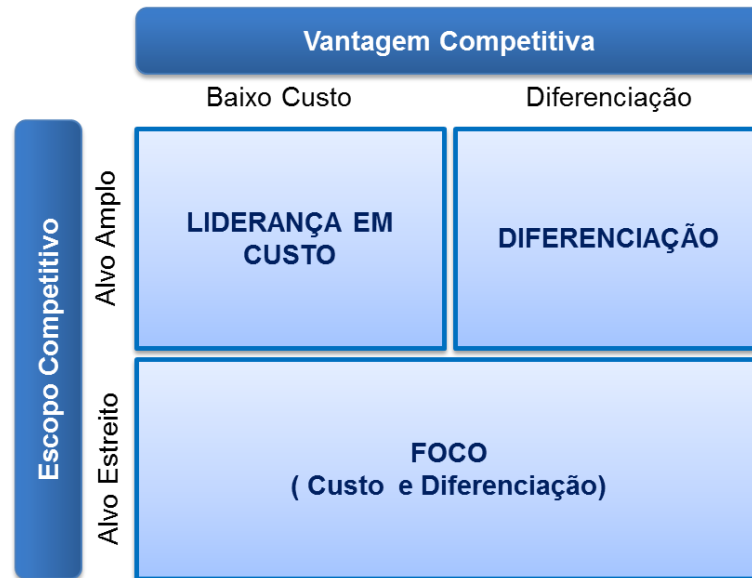 Vantagem Competitiva
Baixo Custo
Diferenciação
Escopo Competitivo
Alvo Amplo
LIDERANÇA EM
CUSTO
DIFERENCIAÇÃO
Alvo Estreito
FOCO
( Custo e Diferenciação)